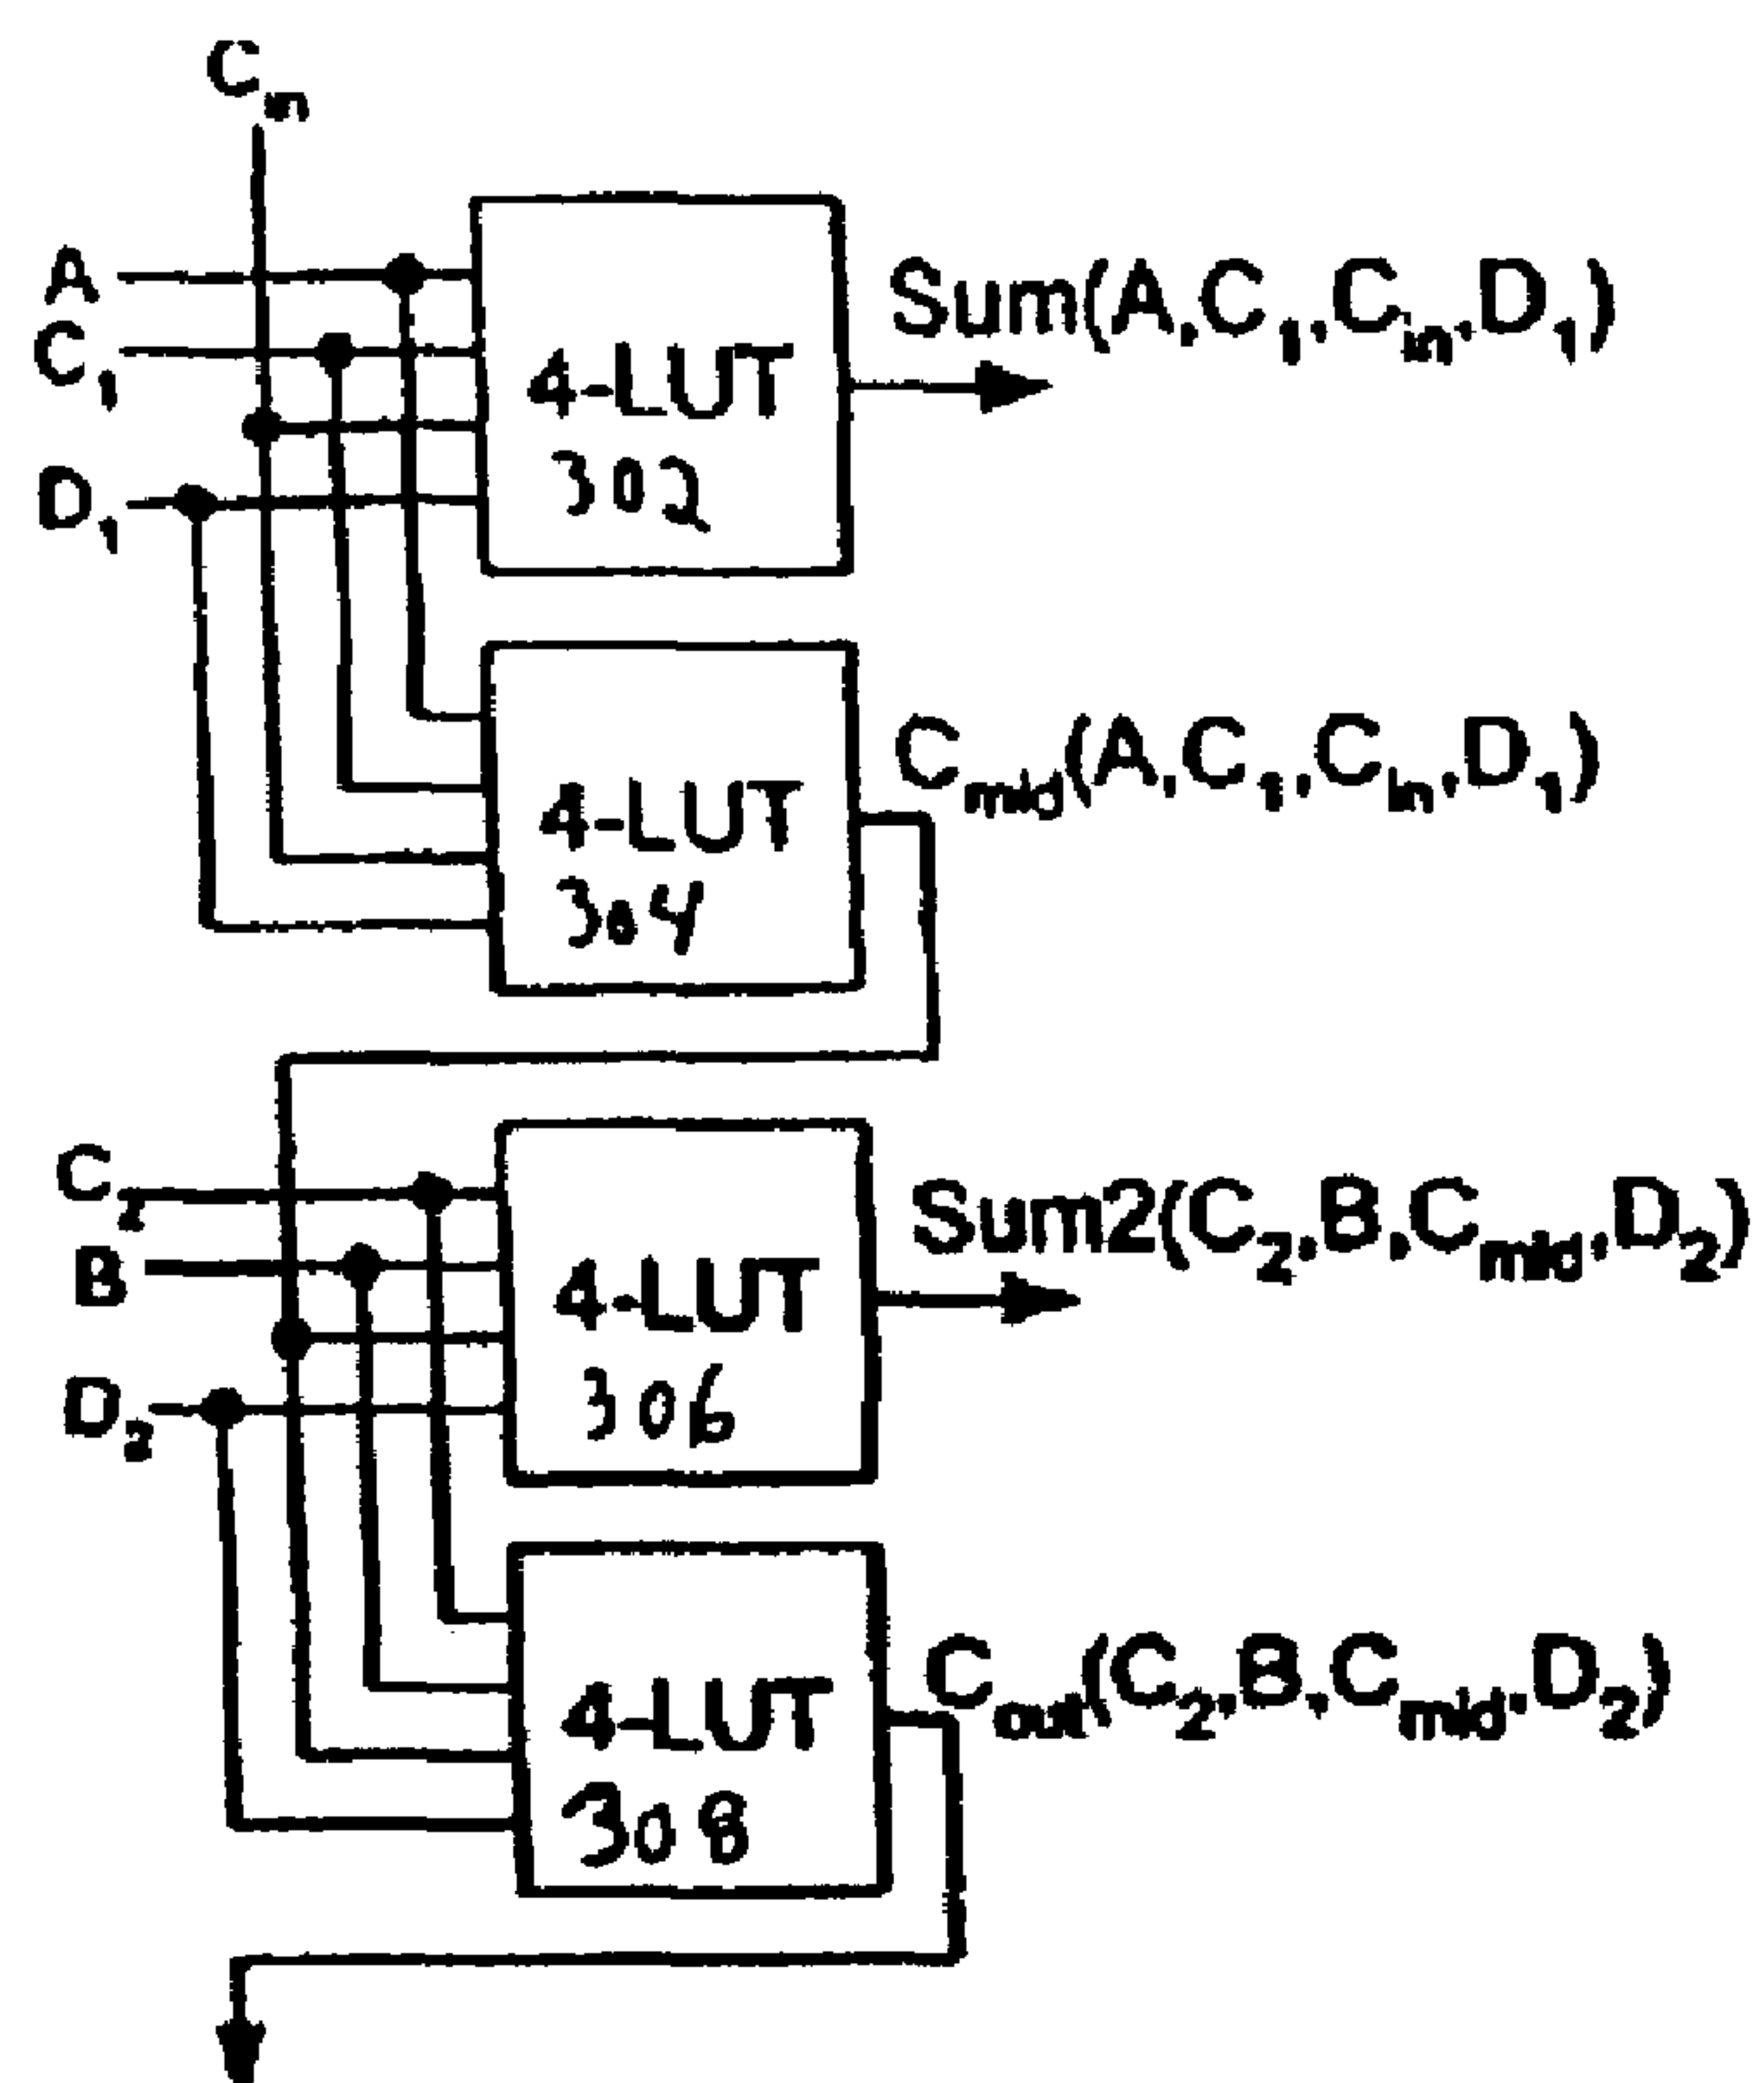 Cin
A
C1
D1
4-LUT
302
Sum(A,C1,Cin,D1)
4-LUT
304
Cmid(A,C1,Cin,D1)
C2
B
D2
4-LUT
306
Sum2(C2,B,Cmid,D2)
4-LUT
308
Cout(C2,B,Cmid,D2)